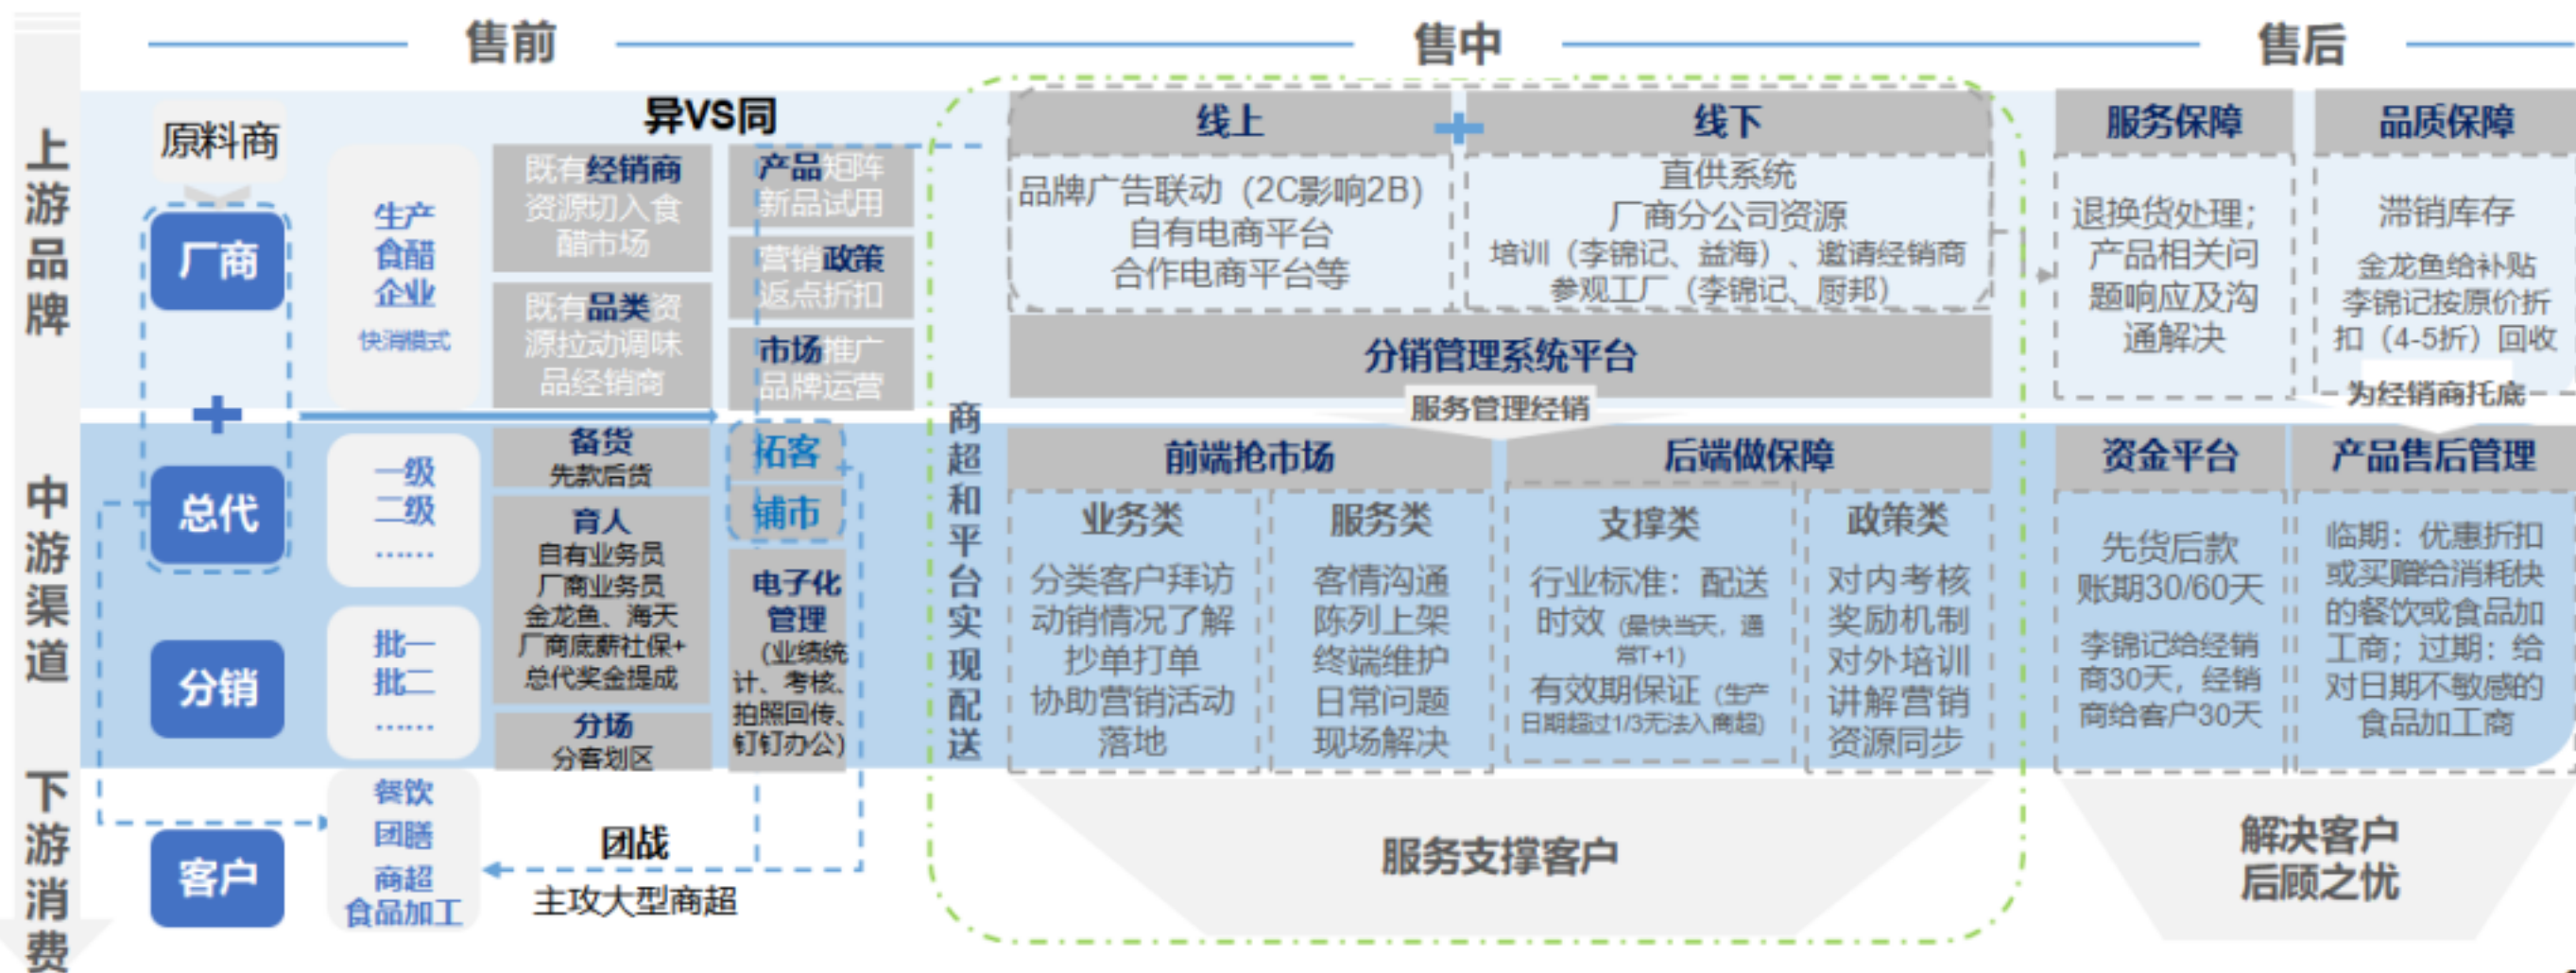 售前
售中
售后
上游品牌
中游渠道
下游消费
原料商
厂商
+
总代
分销
客户
生产
食醋
企业
快消模式
一级
二级
……
批一
批二
……
餐饮
团膳
商超
食品加工
异VS同
既有经销商
资源切入食
醋市场
既有品类资
源拉动调味
品经销商
产品矩阵
新品试用
营销政策
返点折扣
市场推广
品牌运营
备货
先款后货
育人
自有业务员
厂商业务员
金龙鱼、海天
厂商底薪社保+
总代奖金提成
分场
分客划区
拓客
铺市
电子化
管理
（业绩统
计、考核、
拍照回传、
钉钉办公）
团战
主攻大型商超
商超和平台实现配送
线上
+
线下
品牌广告联动（2C影响2B）
自有电商平台
合作电商平台等
直供系统
厂商分公司资源
培训（李锦记、益海）、邀请经销商
参观工厂（李锦记、厨邦）
分销管理系统平台
服务管理经销
前端抢市场
后端做保障
业务类
分类客户拜访
动销情况了解
抄单打单
协助营销活动
落地
服务类
客情沟通
陈列上架
终端维护
日常问题
现场解决
支撑类
行业标准：配送
时效（最快当天，通
常T+1）
有效期保证（生产
日期超过1/3无法入商超）
政策类
对内考核
奖励机制
对外培训
讲解营销
资源同步
服务支撑客户
服务保障
退换货处理；
产品相关问
题响应及沟
通解决
品质保障
滞销库存
金龙鱼给补贴
李锦记按原价折
扣（4-5折）回收
为经销商托底
资金平台
先货后款
账期30/60天
李锦记给经销
商30天，经销
商给客户30天
产品售后管理
临期：优惠折扣
或买赠给消耗快
的餐饮或食品加
工商；过期：给
对日期不敏感的
食品加工商
解决客户
后顾之忧